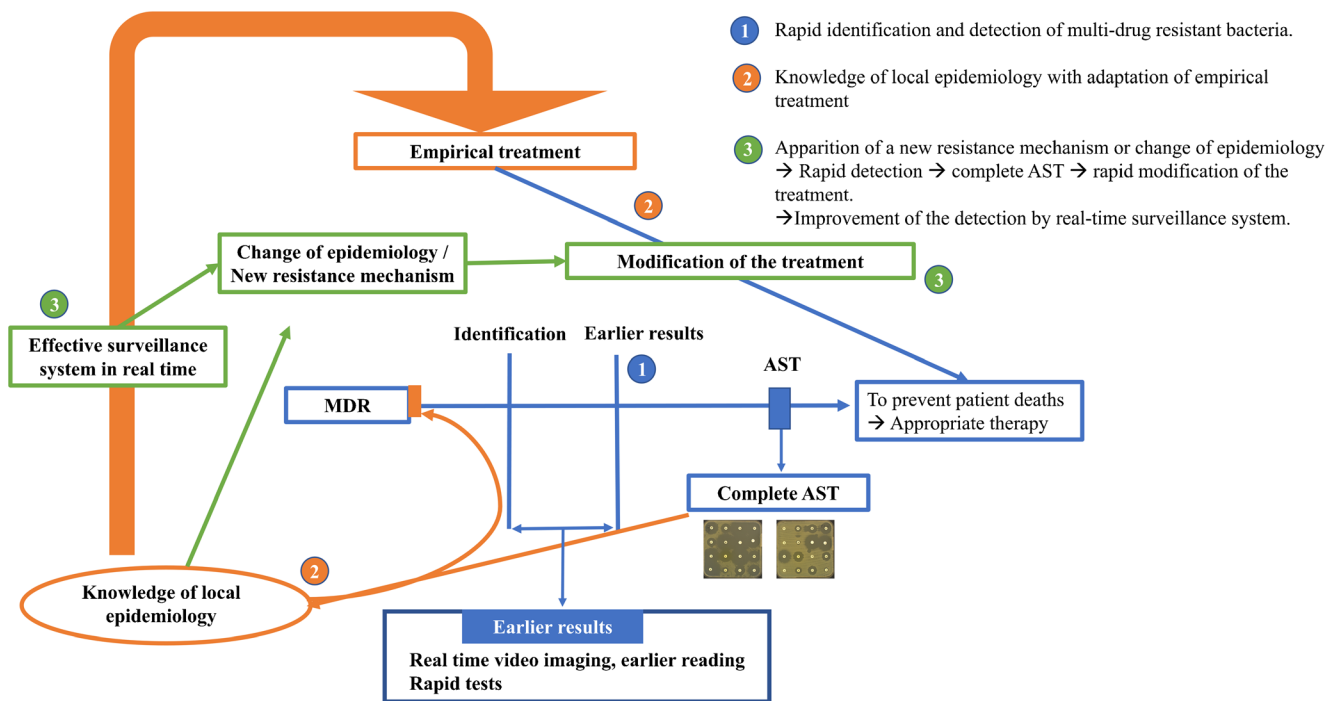 1 Rapid identification and detection of multi-drug resistant bacteria.
2 Knowledge of local epidemiology with adaptation of empirical
treatment
3 Apparition of a new resistance mechanism or change of epidemiology
→ Rapid detection → complete AST → rapid modification of the
treatment.
→Improvement of the detection by real-time surveillance system.
Empirical treatment
2
Change of epidemiology /
New resistance mechanism
Modification of the treatment
3
3
Effective surveillance
system in real time
Identification
Earlier results
1
AST
MDR
To prevent patient deaths
→ Appropriate therapy
Complete AST
2
Knowledge of local
epidemiology
Earlier results
Real time video imaging, earlier reading
Rapid tests